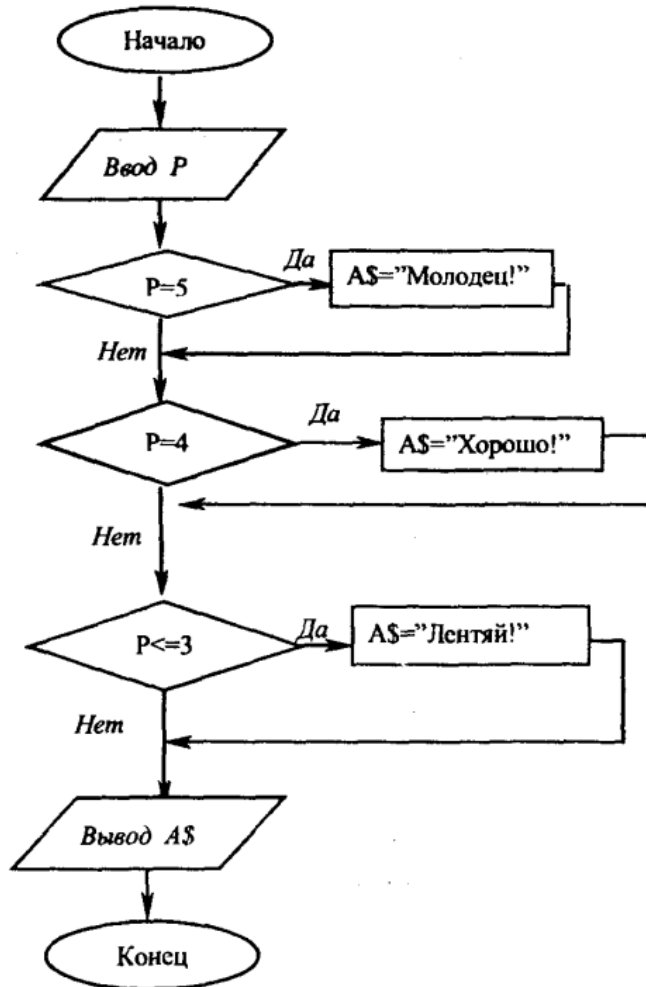 Начало
Ввод P
P=5
Да
A$=”Молодец!”
Нет
P=4
Да
A$=”Хорошо!”
Нет
P<=3
Да
A$=”Лентяй!”
Нет
Вывод A$
Конец